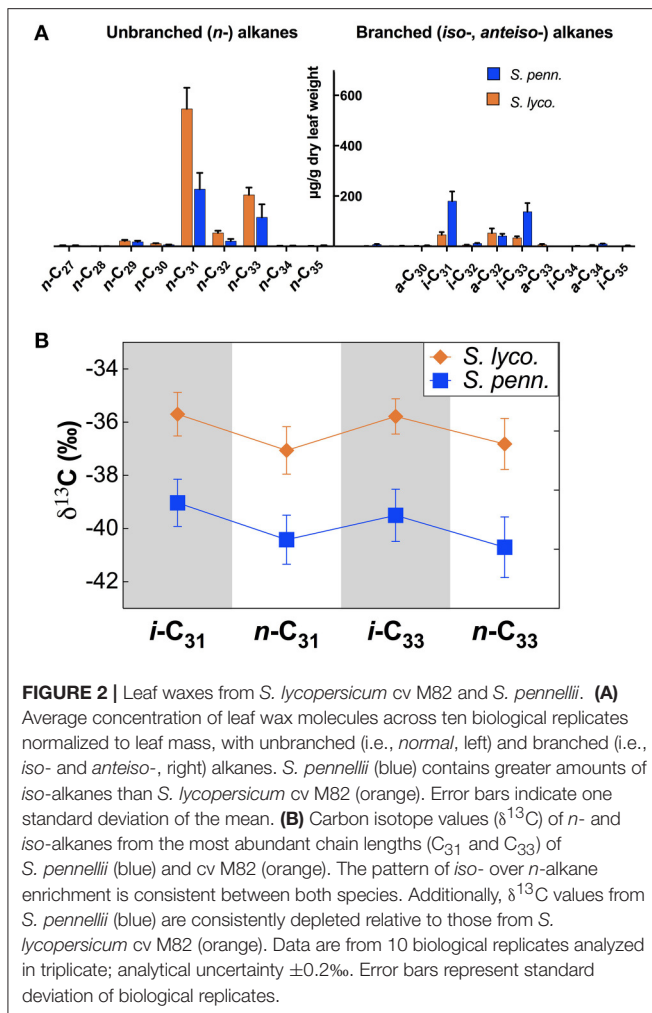 A
Unbranched (n-) alkanes
Branched (iso-, anteiso-) alkanes
S. penn.
S. lyco.
µg/g dry leaf weight
600
400
200
n-C27
n-C28
n-C29
n-C30
n-C31
n-C32
n-C33
n-C34
n-C35
a-C30
i-C31
i-C32
a-C32
i-C33
a-C33
i-C34
a-C34
i-C35
B
S. lyco.
S. penn.
δ13C (‰)
-34
-36
-38
-40
-42
i-C31 n-C31 i-C33 n-C33
FIGURE 2 | Leaf waxes from S. lycopersicum cv M82 and S. pennellii. (A)
Average concentration of leaf wax molecules across ten biological replicates
normalized to leaf mass, with unbranched (i.e., normal, left) and branched (i.e.,
iso- and anteiso-, right) alkanes. S. pennellii (blue) contains greater amounts of
iso-alkanes than S. lycopersicum cv M82 (orange). Error bars indicate one
standard deviation of the mean. (B) Carbon isotope values (δ13C) of n- and
iso-alkanes from the most abundant chain lengths (C31 and C33) of
S. pennellii (blue) and cv M82 (orange). The pattern of iso- over n-alkane
enrichment is consistent between both species. Additionally, δ13C values from
S. pennellii (blue) are consistently depleted relative to those from S.
lycopersicum cv M82 (orange). Data are from 10 biological replicates analyzed
in triplicate; analytical uncertainty ±0.2‰. Error bars represent standard
deviation of biological replicates.